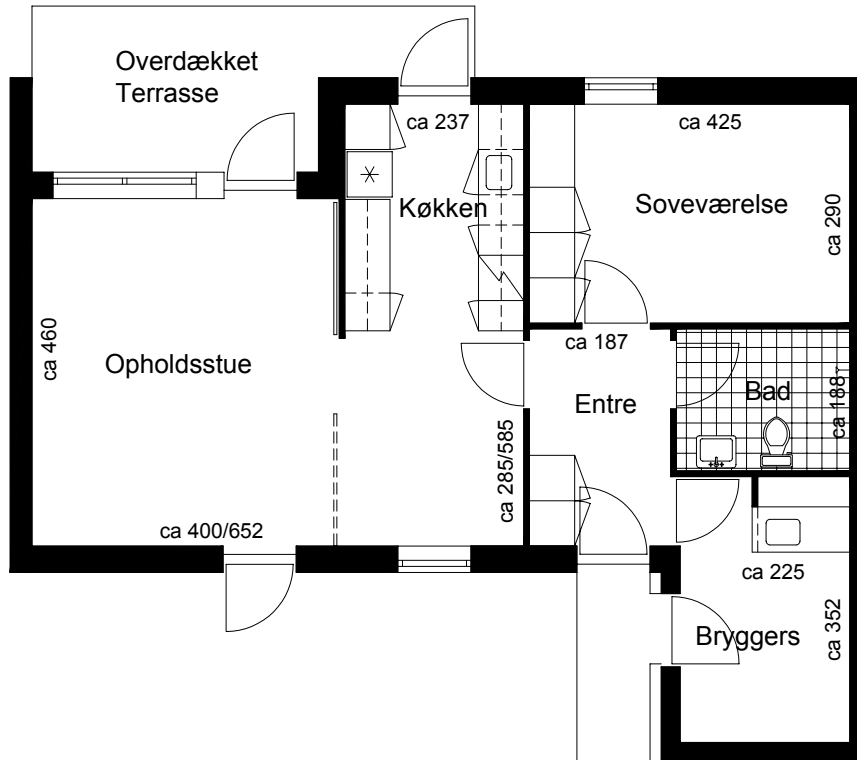 Overdækket
Terrasse
ca 237
ca 425
Køkken
Soveværelse
ca 290
ca 460
Opholdsstue
ca 187
Entre
Bad
ca 188
ca 285/585
ca 400/652
ca 225
Bryggers
ca 352